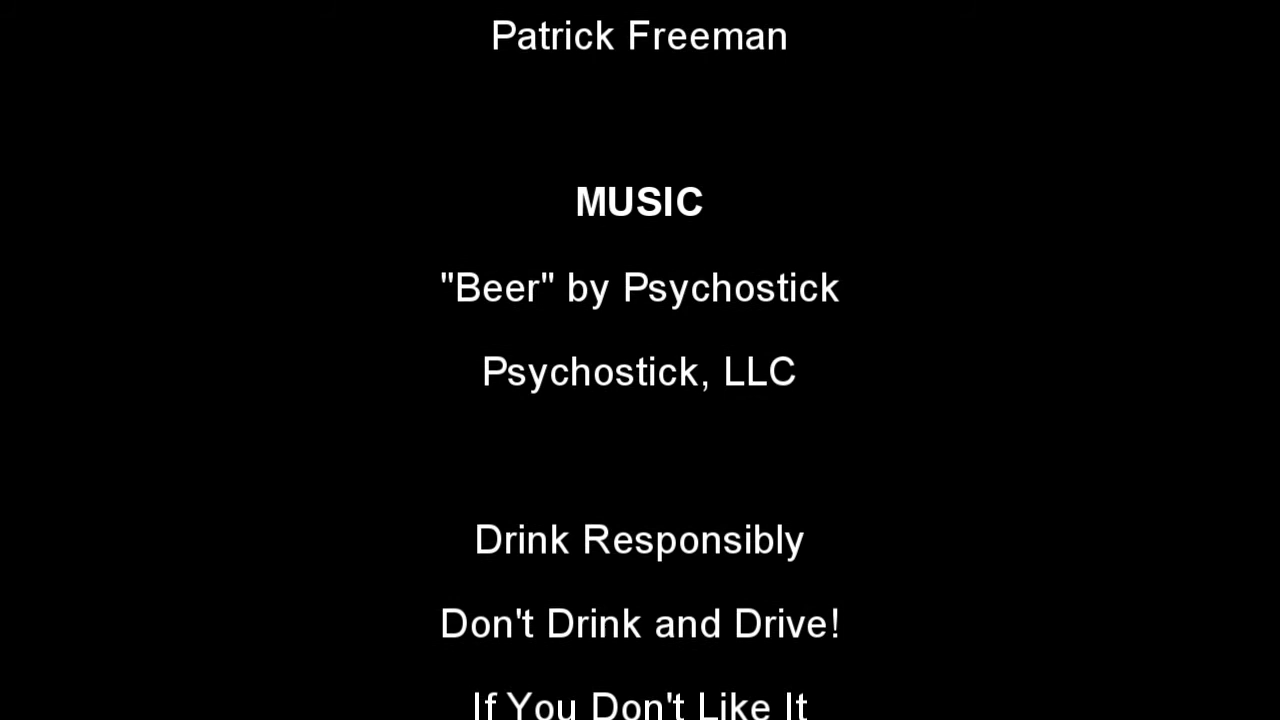 Patrick Freeman
MUSIC
"Beer" by Psychostick
Psychostick, LLC
Drink Responsibly
Don't Drink and Drive!
If You Don't Like It